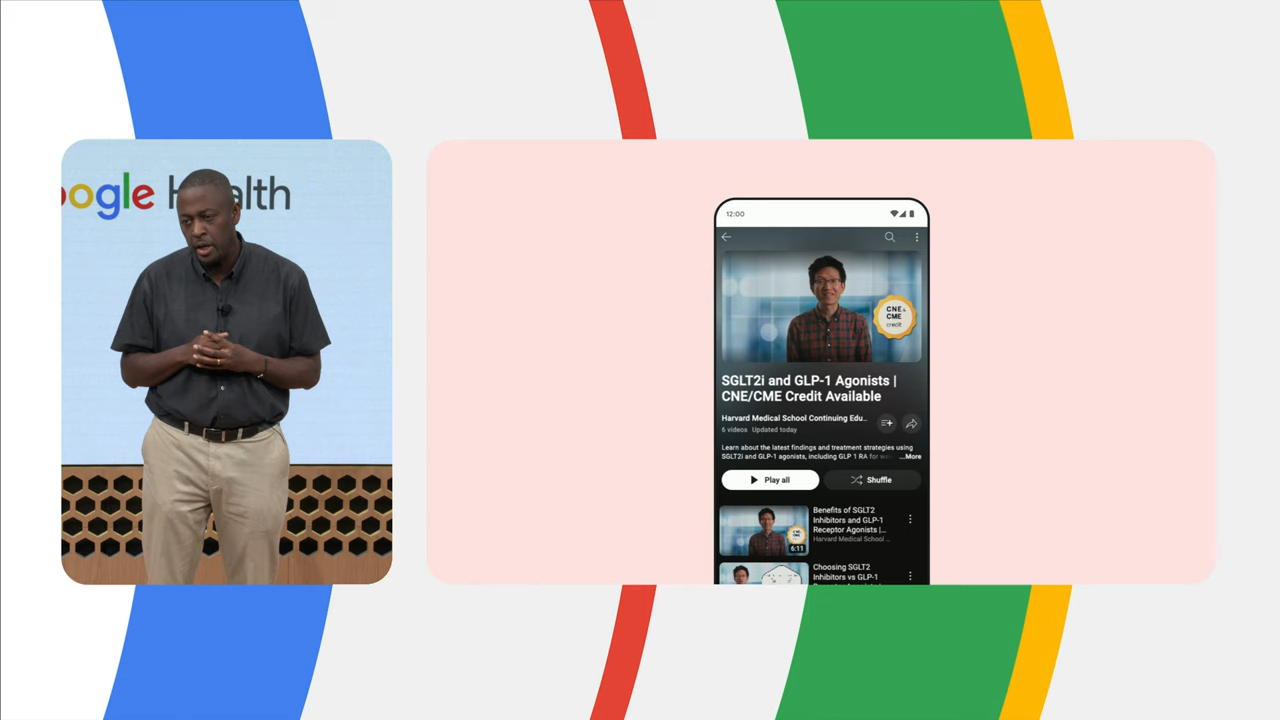 oogle Health
12:00
CNE &
CME
credit
SGLT2i and GLP-1 Agonists |
CNE/CME Credit Available
Harvard Medical School Continuing Edu...
6 videos Updated today
Learn about the latest findings and treatment strategies using
SGLT2i and GLP-1 agonists, including GLP 1 RA for ...More
Play all
Shuffle
Benefits of SGLT2
Inhibitors and GLP-1
Receptor Agonists |...
Harvard Medical School ...
6:11
Choosing SGLT2
Inhibitors vs GLP-1